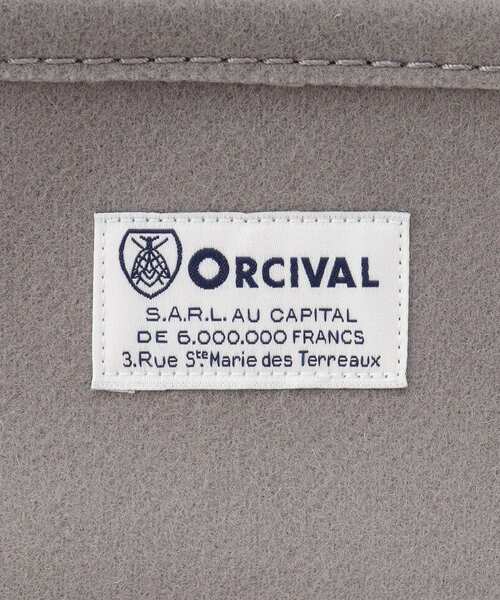 ORCIVAL
S.A.R.L. AU CAPITAL
DE 6.000.000 FRANCS
3.Rue Ste Marie des Terreaux